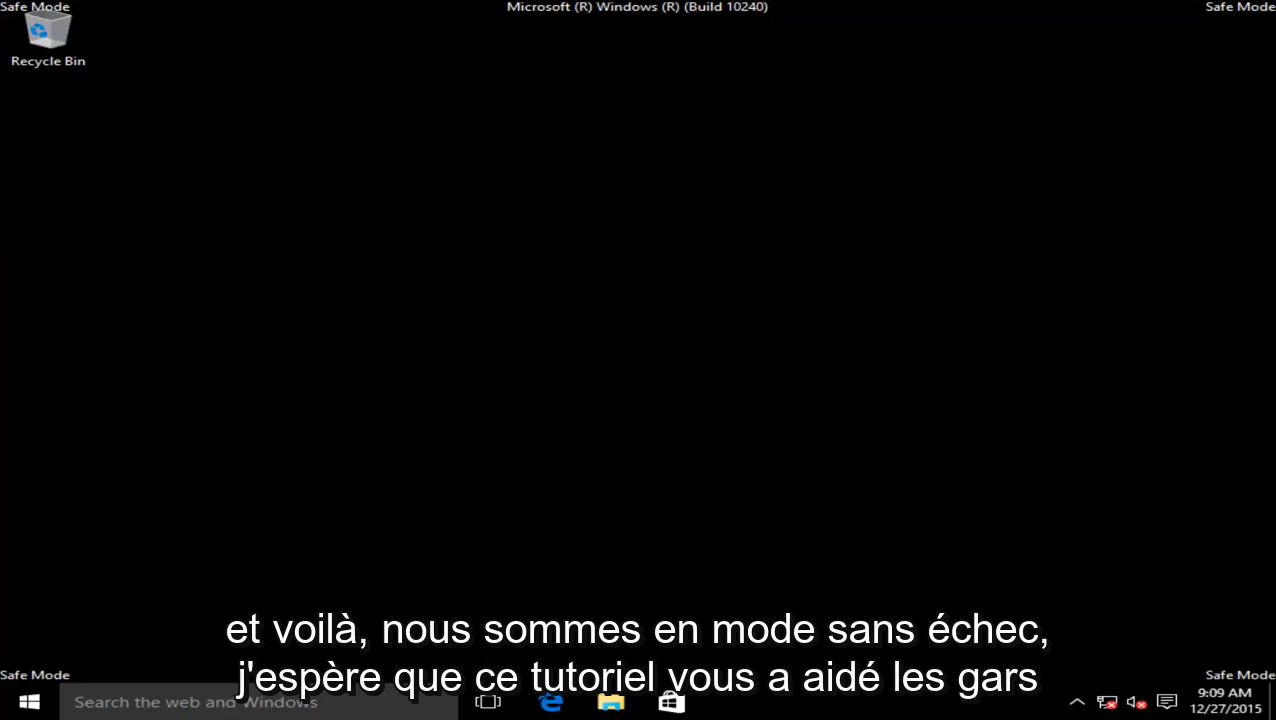 Safe Mode
Microsoft (R) Windows (R) (Build 10240)
Safe Mode
Recycle Bin
et voilà, nous sommes en mode sans échec,
j'espère que ce tutoriel vous a aidé les gars
Safe Mode
Safe Mode
Search the web and Windows
9:09 AM
12/27/2015